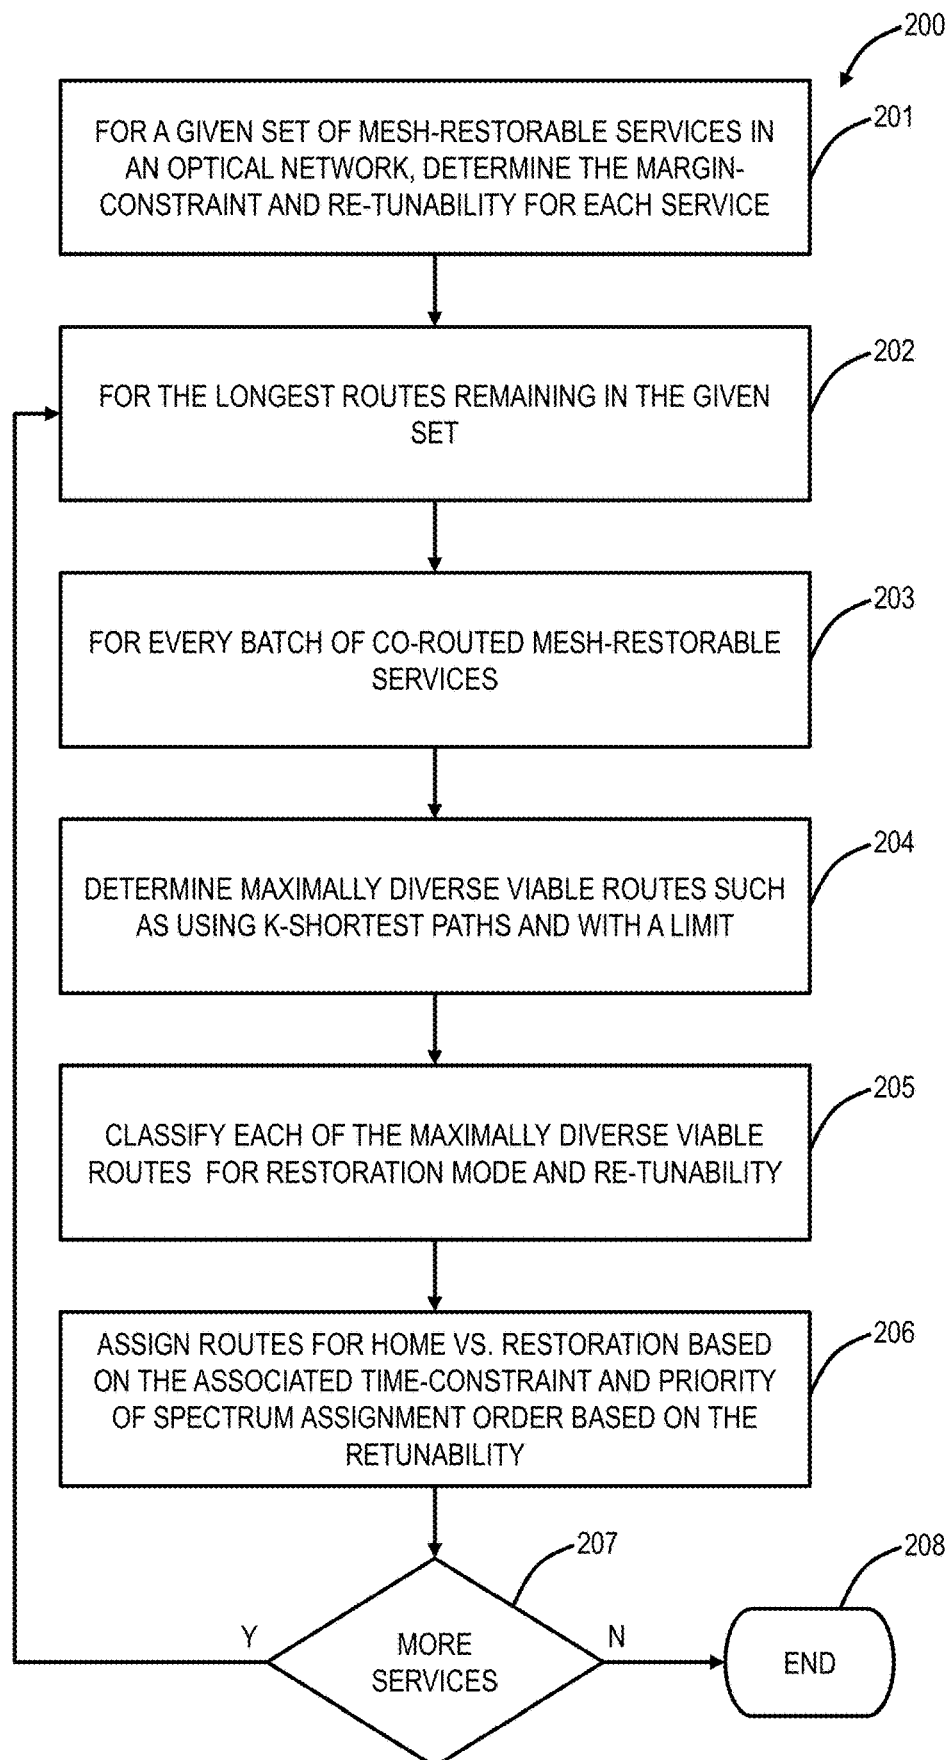 200
FOR A GIVEN SET OF MESH-RESTORABLE SERVICES IN
AN OPTICAL NETWORK, DETERMINE THE MARGIN-
CONSTRAINT AND RE-TUNABILITY FOR EACH SERVICE
201
FOR THE LONGEST ROUTES REMAINING IN THE GIVEN
SET
202
FOR EVERY BATCH OF CO-ROUTED MESH-RESTORABLE
SERVICES
203
DETERMINE MAXIMALLY DIVERSE VIABLE ROUTES SUCH
AS USING K-SHORTEST PATHS AND WITH A LIMIT
204
CLASSIFY EACH OF THE MAXIMALLY DIVERSE VIABLE
ROUTES FOR RESTORATION MODE AND RE-TUNABILITY
205
ASSIGN ROUTES FOR HOME VS. RESTORATION BASED
ON THE ASSOCIATED TIME-CONSTRAINT AND PRIORITY
OF SPECTRUM ASSIGNMENT ORDER BASED ON THE
RETUNABILITY
206
207
MORE
SERVICES
Y
N
208
END